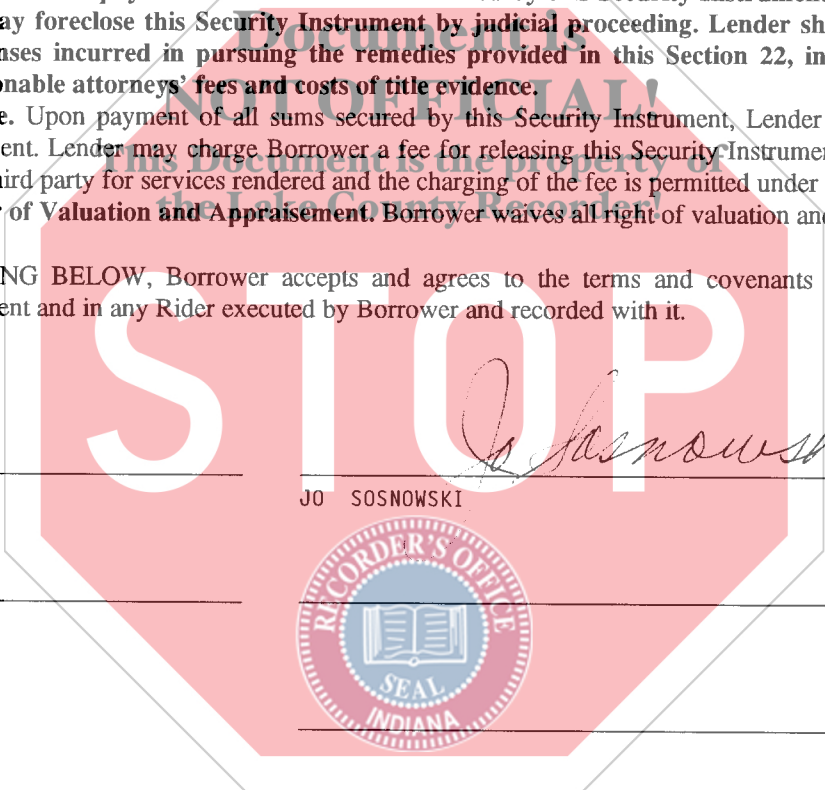 ay foreclose this Security Instrument by judicial proceeding. Lender sh
nses incurred in pursuing the remedies provided in this Section 22, in
onable attorneys' fees and costs of title evidence.
e. Upon payment of all sums secured by this Security Instrument, Lender
ent. Lender may charge Borrower a fee for releasing this Security Instrumen
hird party for services rendered and the charging of the fee is permitted under
of Valuation and Appraisement. Borrower waives all right of valuation and
Document is
NOT OFFICIAL!
This Document is the property of
the Lake County Recorder!
NG BELOW, Borrower accepts and agrees to the terms and covenants
ent and in any Rider executed by Borrower and recorded with it.
STOP
Jo Sosnowsk
JO SOSNOWSKI
RECORDER'S OFFICE
SEAL
INDIANA